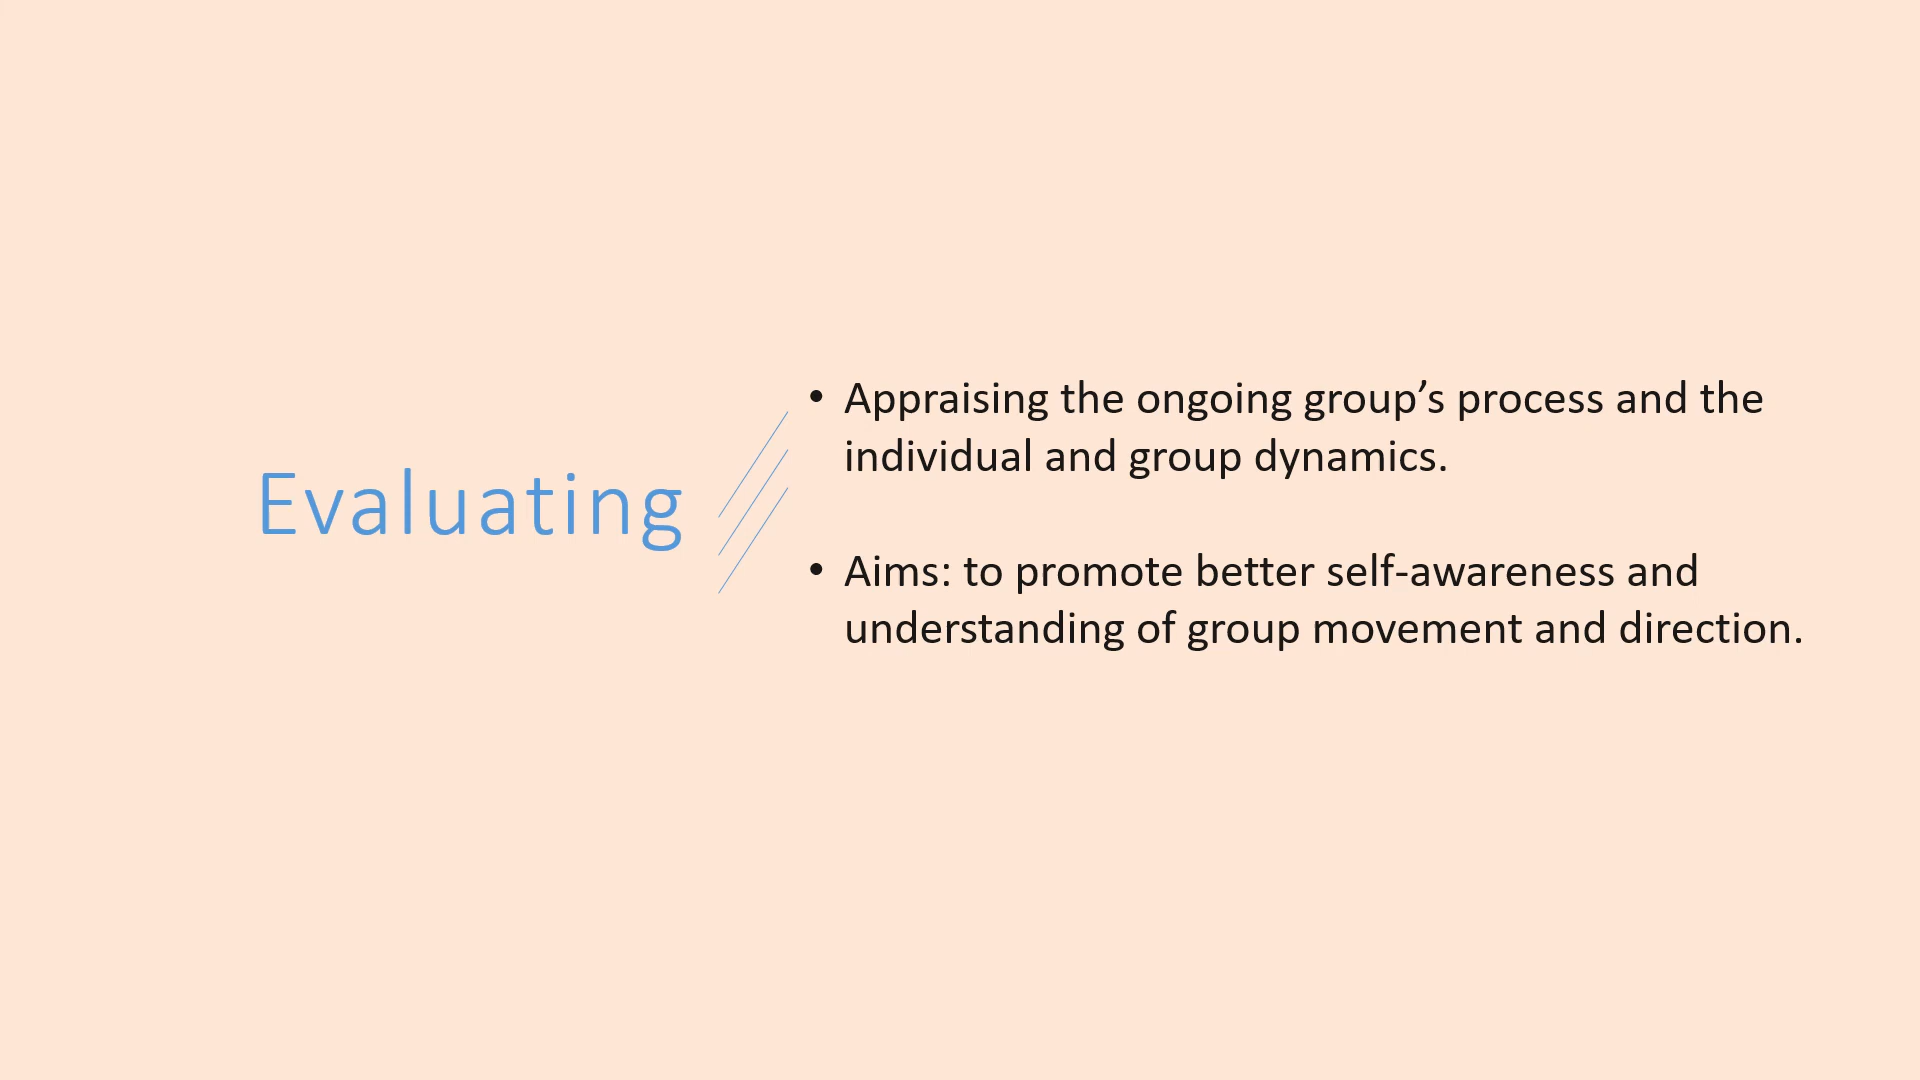 Evaluating
• Appraising the ongoing group’s process and the
individual and group dynamics.
• Aims: to promote better self-awareness and
understanding of group movement and direction.